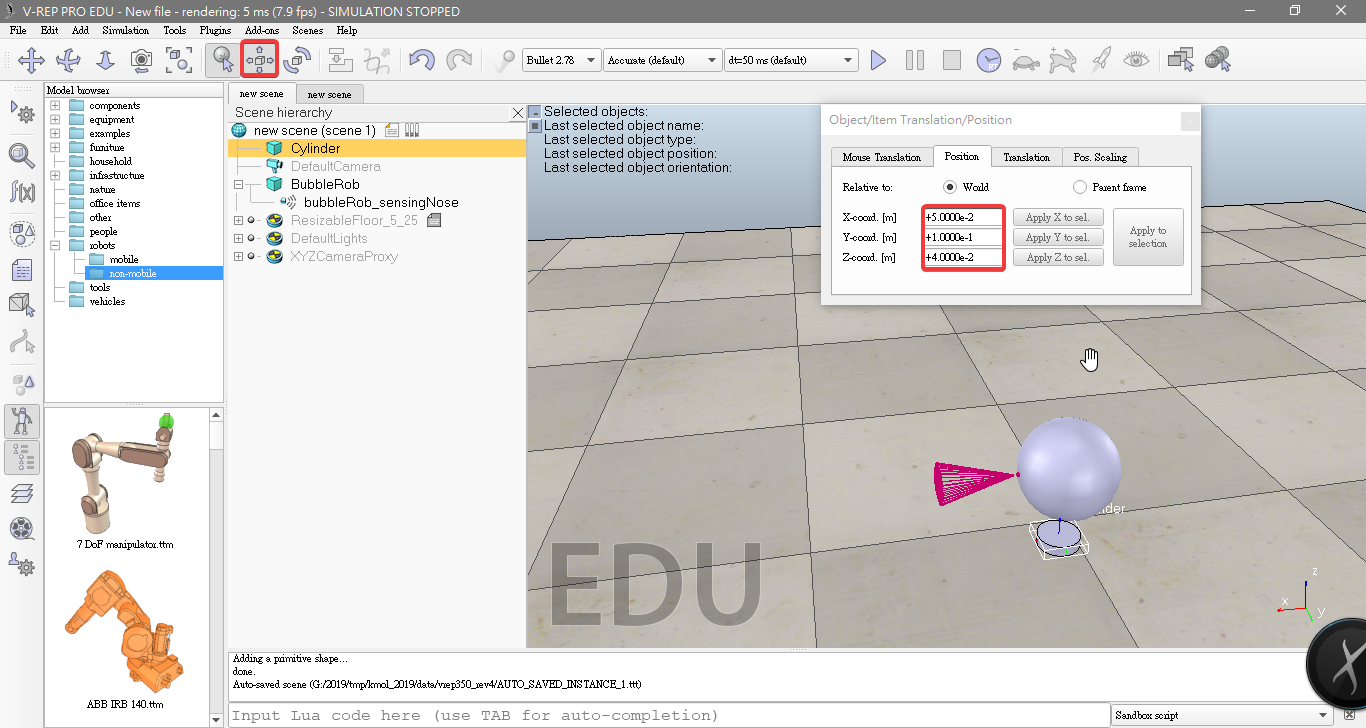 V-REP PRO EDU - New file - rendering: 5 ms (7.9 fps) - SIMULATION STOPPED
File Edit Add Simulation Tools Plugins Add-ons Scenes Help
Bullet 2.78 Accurate (default) dt=50 ms (default)
RT
Model browser
components
equipment
examples
furniture
household
infrastructure
nature
office items
other
people
robots
mobile
non-mobile
tools
vehicles
7 DoF manipulator.ttm
ABB IRB 140.ttm
new scene new scene
Scene hierarchy
new scene (scene 1)
Cylinder
DefaultCamera
BubbleRob
bubbleRob_sensingNose
ResizableFloor_5_25
DefaultLights
XYZCameraProxy
f(x)
Selected objects:
Last selected object name:
Last selected object type:
Last selected object position:
Last selected object orientation:
Object/Item Translation/Position
Mouse Translation Position Translation Pos. Scaling
Relative to: World Parent frame
X-coord. [m] +5.0000e-2 Apply X to sel.
Y-coord. [m] +1.0000e-1 Apply Y to sel.
Z-coord. [m] +4.0000e-2 Apply Z to sel.
Apply to
selection
nder
EDU
z
x
y
Adding a primitive shape...
done.
Auto-saved scene (G:/2019/tmp/kmol_2019/data/vrep350_rev4/AUTO_SAVED_INSTANCE_1.ttt)
Input Lua code here (use TAB for auto-completion)
Sandbox script